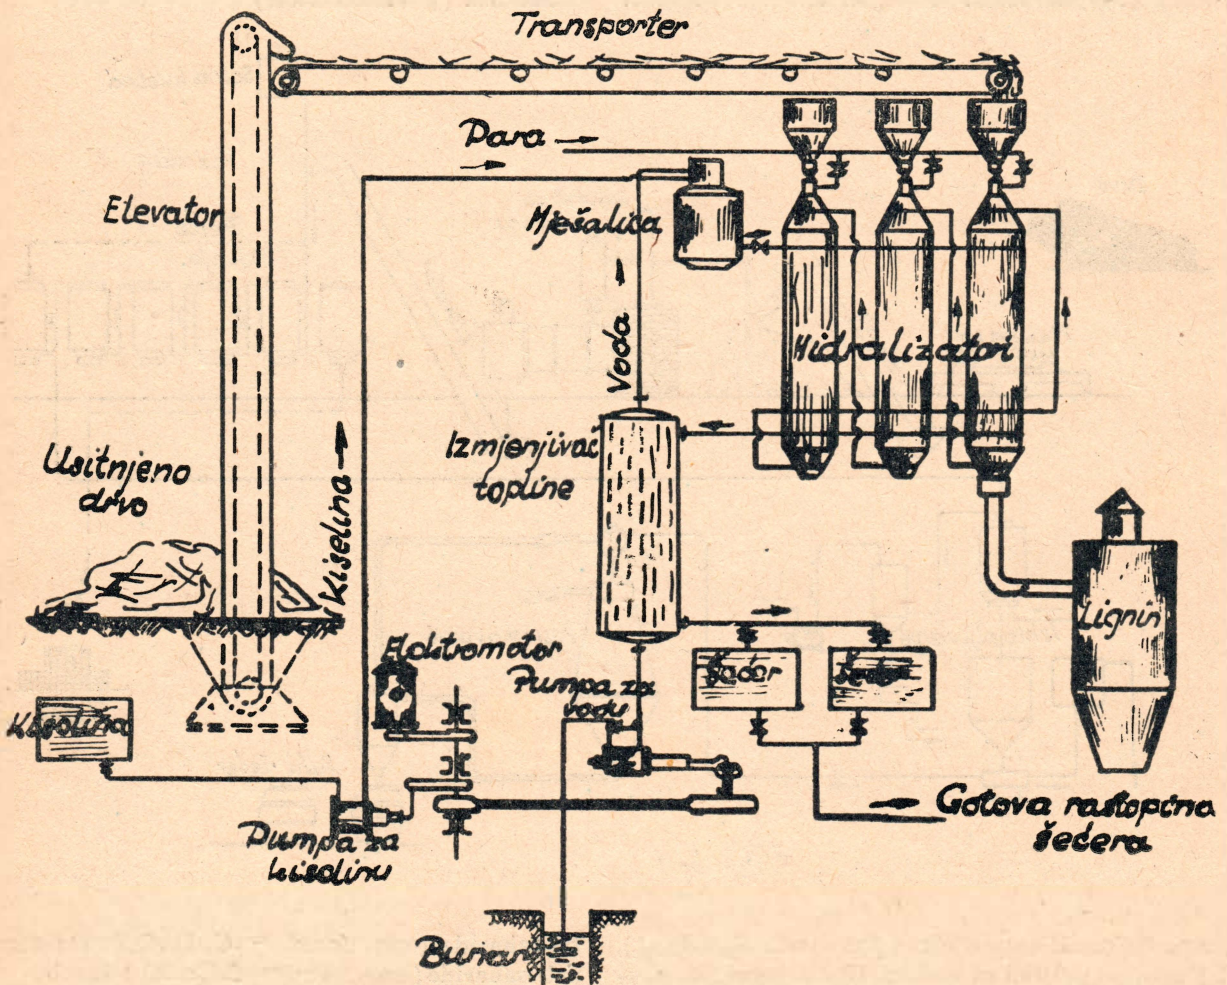 Transporter
Para
Elevator
Mješalica
Voda
Hidralizatori
Izmjenjivač
topline
Usitnjeno
drvo
Kiselina
Lignin
Elektromotor
Pumpa za
vodu
Šećer
Šećer
Kiselina
Gotova rastopina
šećera
Pumpa za
kiselinu
Bunar